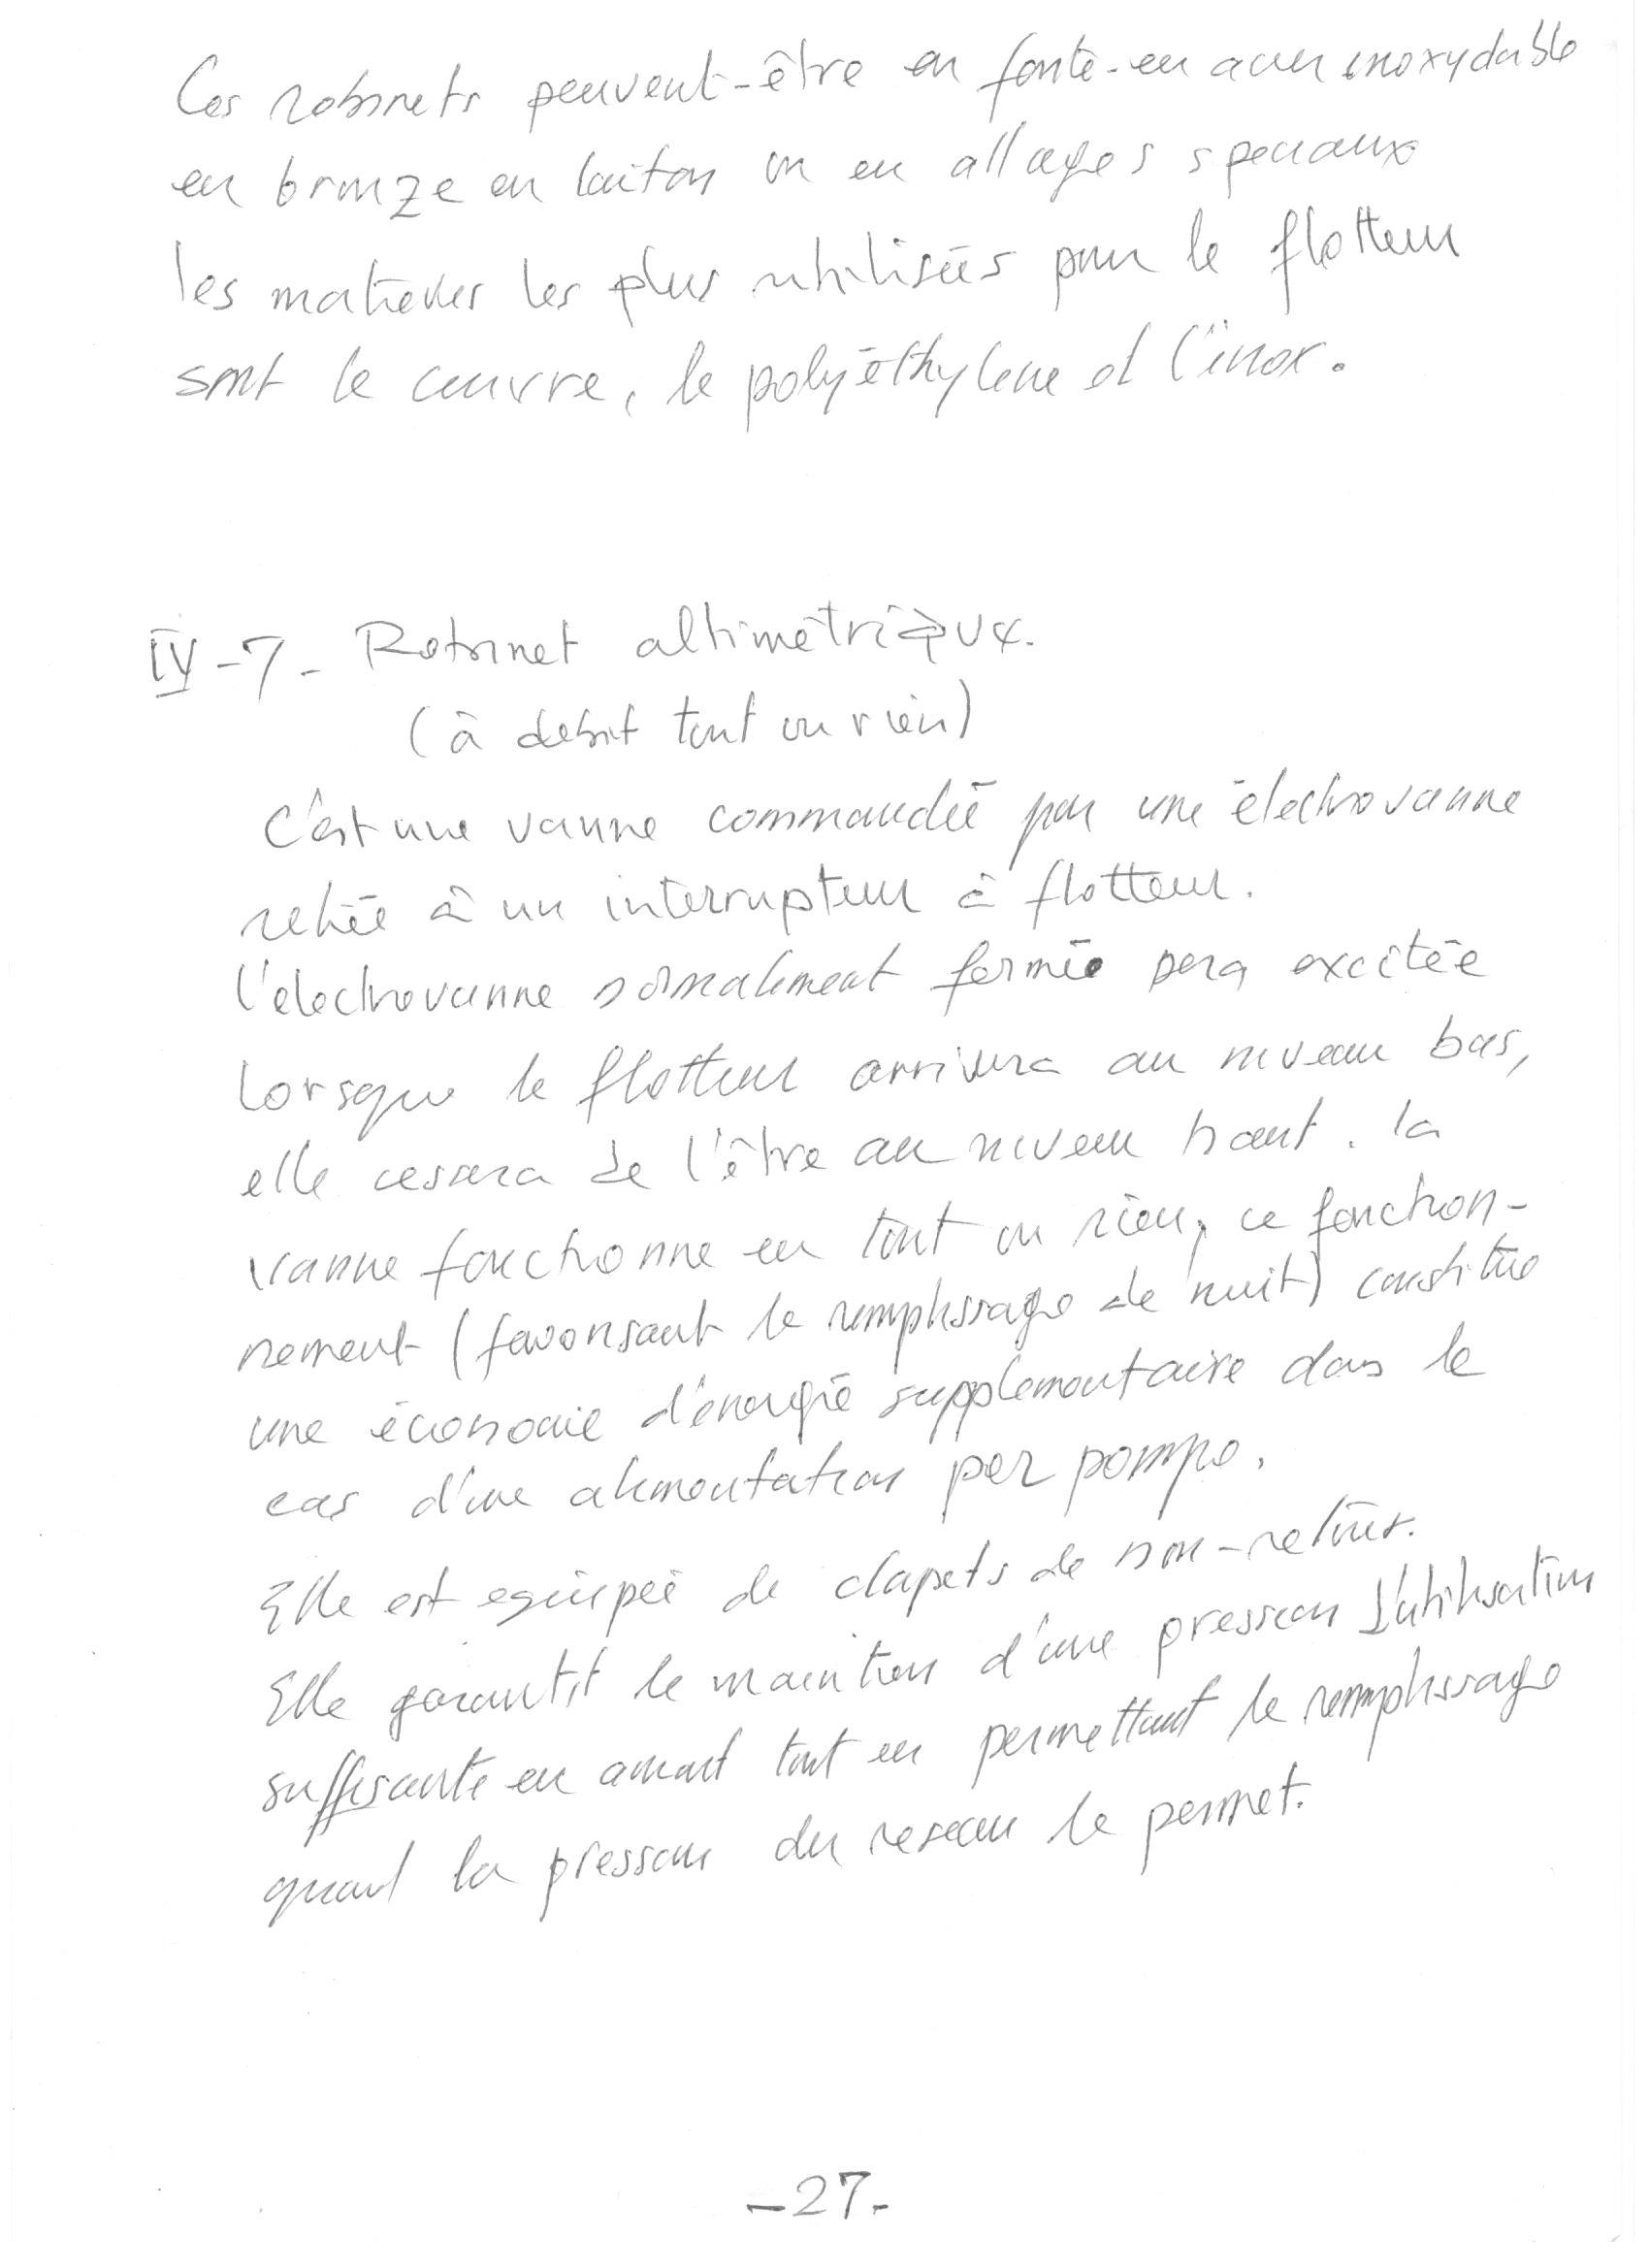 Ces robinets peuvent-être en fonte-en acier inoxydable
en bronze en laiton ou en alliages speciaux
les matieres les plus utilisées pour le flotteur
sont le cuivre, le polyéthylene et l'inox.
IV-7- Robinet altimétrique.
(à debit tout ou rien)
C'est une vanne commandée par une électrovanne
reliée à un interrupteur à flotteur.
l'electrovanne normalement fermée sera excitée
lorsque le flotteur arrivera au niveau bas,
elle cessera de l'être au niveau haut. la
vanne fonctionne en tout ou rien, ce fonction-
nement (favorisant le remplissage de nuit) constitue
une économie d'énergie supplementaire dans le
cas d'une alimentation par pompe.
Elle est equipée de clapets de non-retour.
Elle garantit le maintien d'une pression d'utilisation
suffisante en amont tout en permettant le remplissage
quand la pression du reseau le permet.
-27-